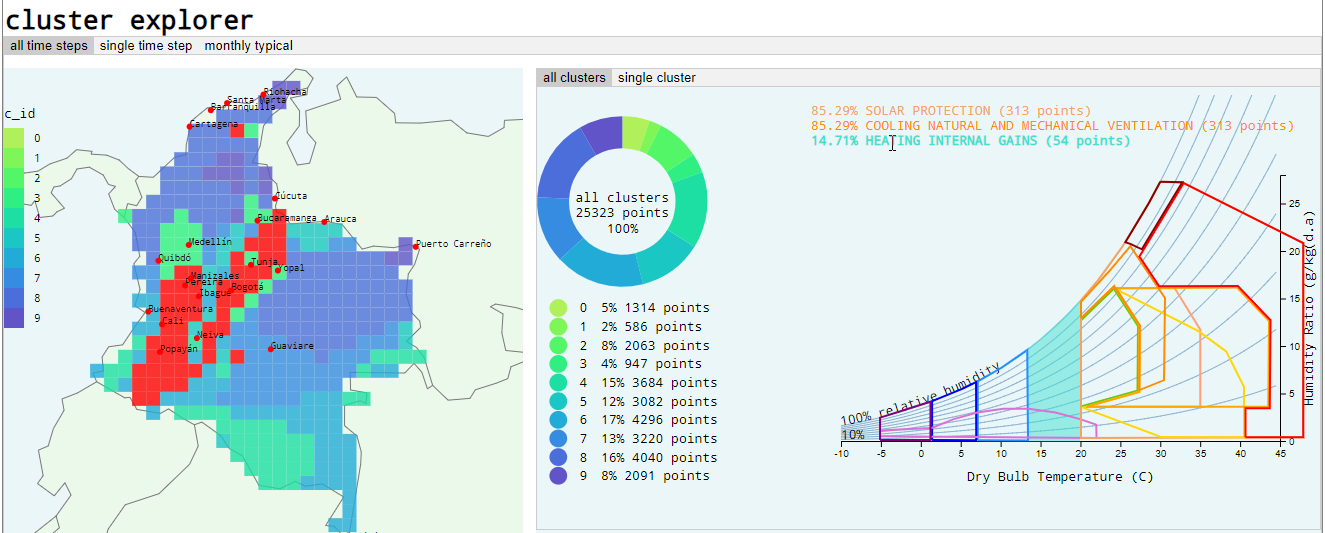 cluster explorer
all time steps single time step monthly typical
all clusters single cluster
c_id
0
1
2
3
4
5
6
7
8
9
Riohacha
Santa Marta
Barranquilla
Cartagena
Cúcuta
Bucaramanga
Arauca
Medellín
Puerto Carreño
Quibdó
Tunja
Yopal
Manizales
Pereira
Bogotá
Ibagué
Buenaventura
Cali
Neiva
Popayán
Guaviare
all clusters
25323 points
100%
0 5% 1314 points
1 2% 586 points
2 8% 2063 points
3 4% 947 points
4 15% 3684 points
5 12% 3082 points
6 17% 4296 points
7 13% 3220 points
8 16% 4040 points
9 8% 2091 points
85.29% SOLAR PROTECTION (313 points)
85.29% COOLING NATURAL AND MECHANICAL VENTILATION (313 points)
14.71% HEATING INTERNAL GAINS (54 points)
100% relative humidity
10%
25
20
15
10
5
0
Humidity Ratio (g/kg(d.a)
-10 -5 0 5 10 15 20 25 30 35 40 45
Dry Bulb Temperature (C)